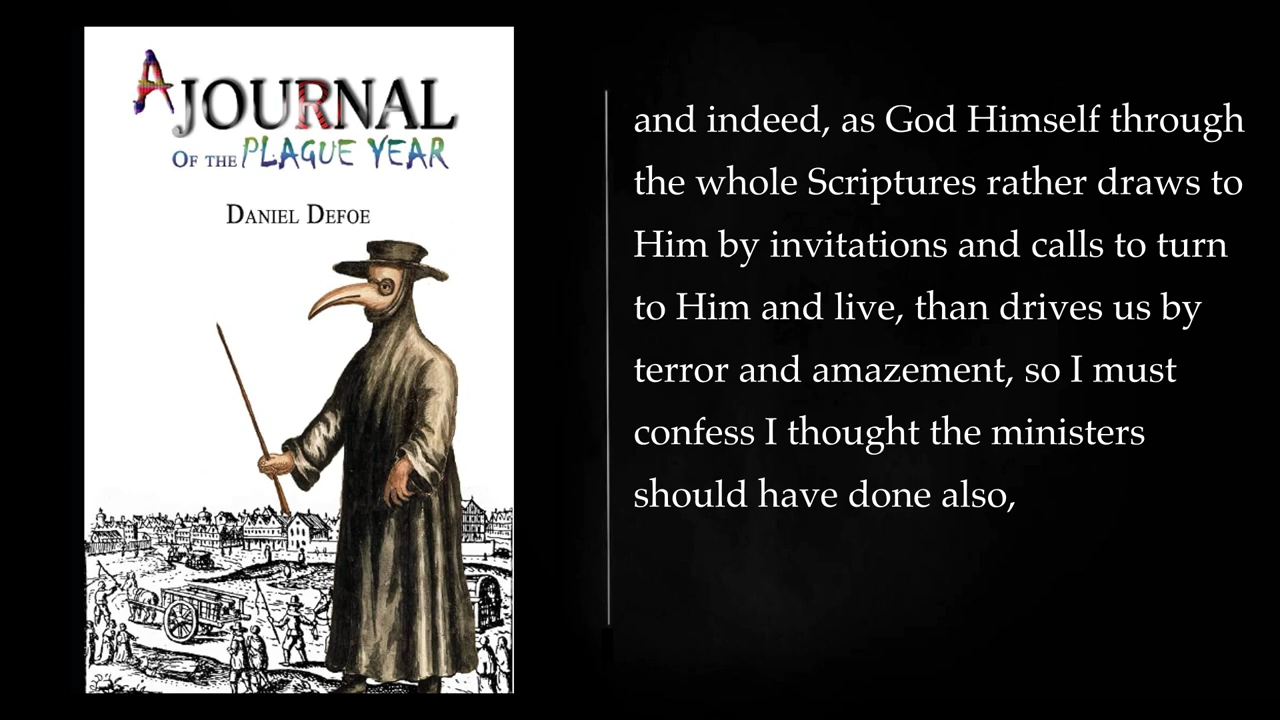 A JOURNAL
OF THE PLAGUE YEAR
DANIEL DEFOE
and indeed, as God Himself through
the whole Scriptures rather draws to
Him by invitations and calls to turn
to Him and live, than drives us by
terror and amazement, so I must
confess I thought the ministers
should have done also,